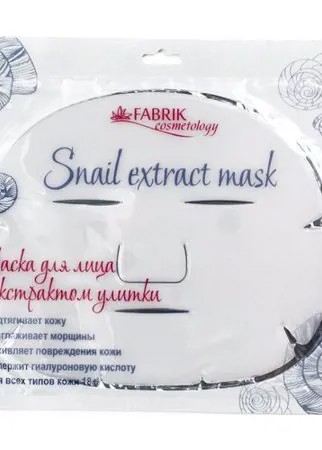 FABRIK
cosmetology
Snail extract mask
аска для лица
кстрактом улитки
дтягивает кожу
глаживает морщины
живляет повреждения кожи
держит гиалуроновую кислоту
я всех типов кожи 18+